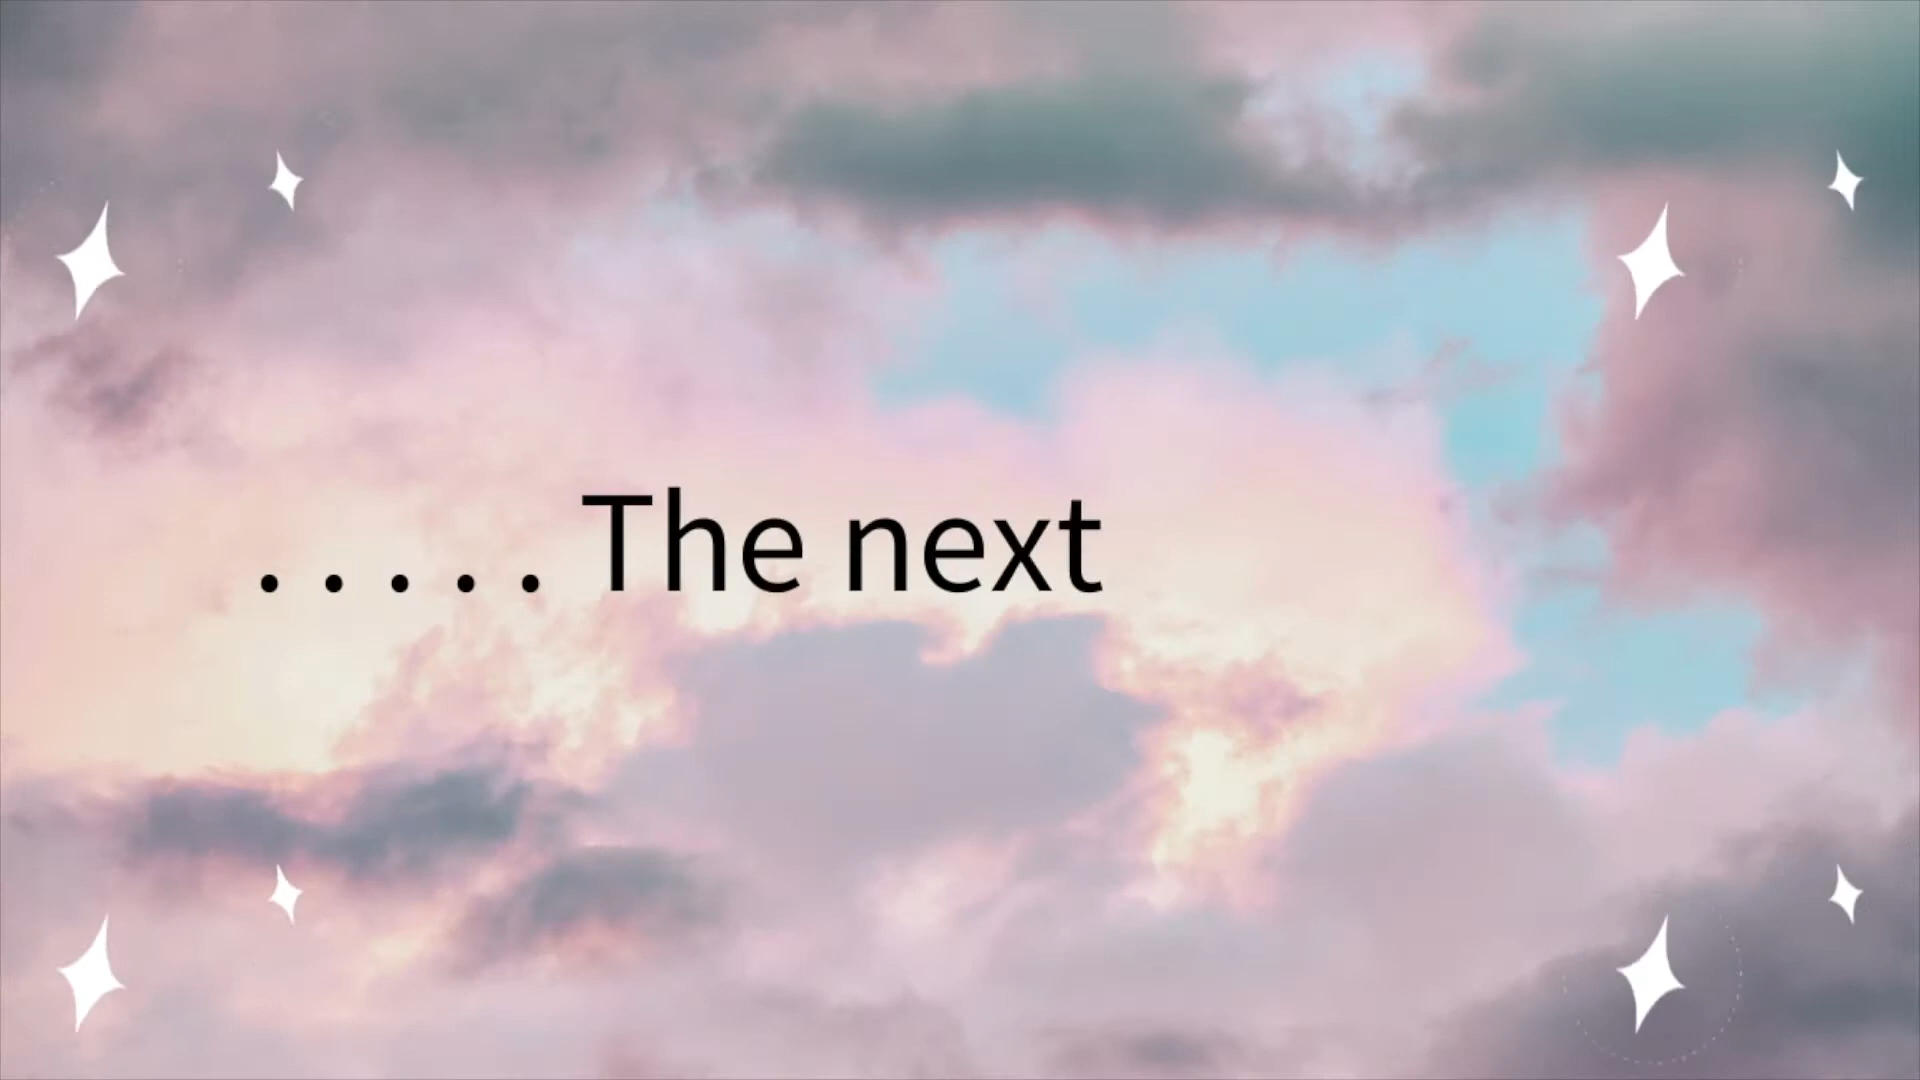 . . . . . The next